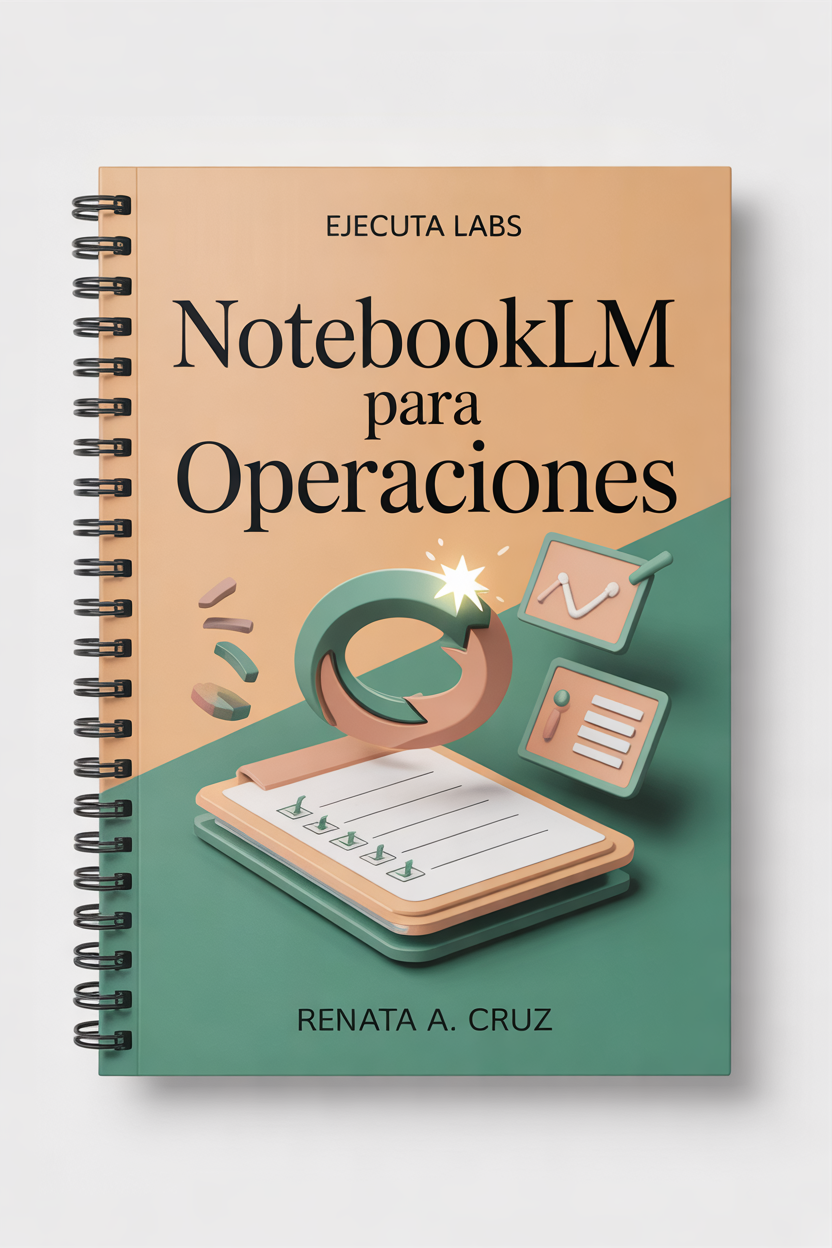 EJECUTA LABS
NotebookLM
para
Operaciones
RENATA A. CRUZ